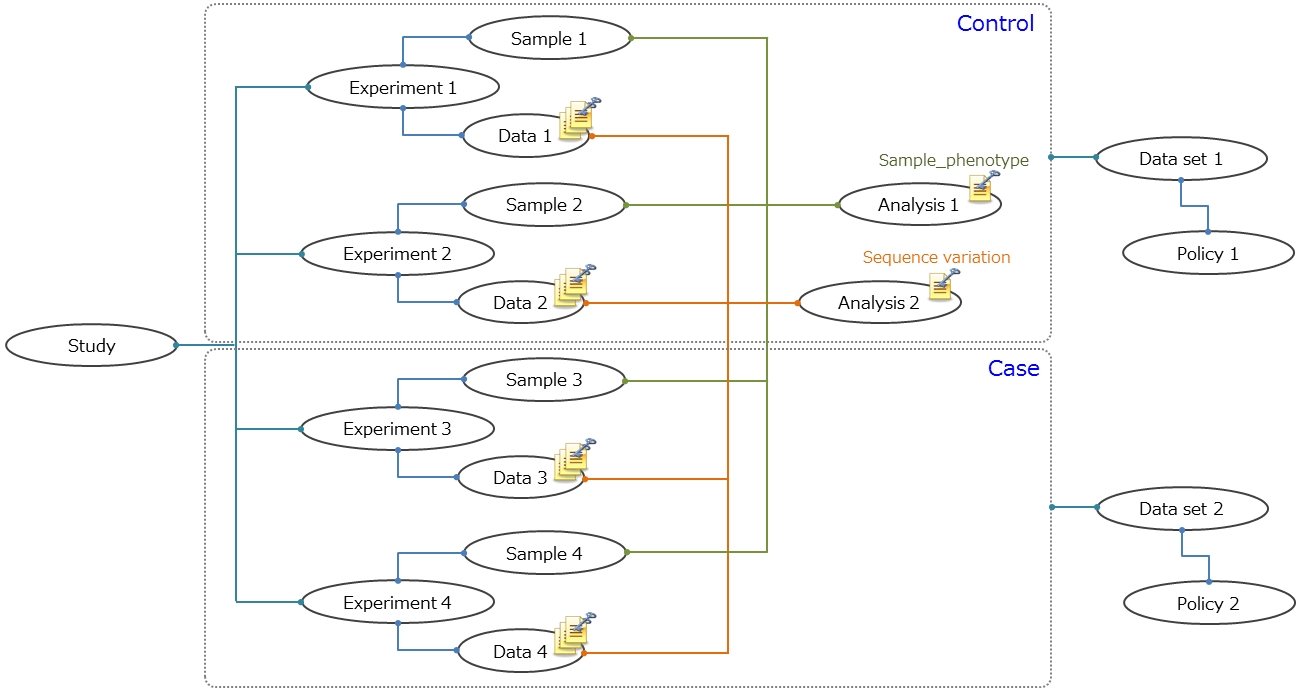 Control
Sample 1
Experiment 1
Data 1
Sample_phenotype
Data set 1
Sample 2
Analysis 1
Experiment 2
Policy 1
Sequence variation
Data 2
Analysis 2
Study
Case
Sample 3
Experiment 3
Data 3
Data set 2
Sample 4
Experiment 4
Policy 2
Data 4